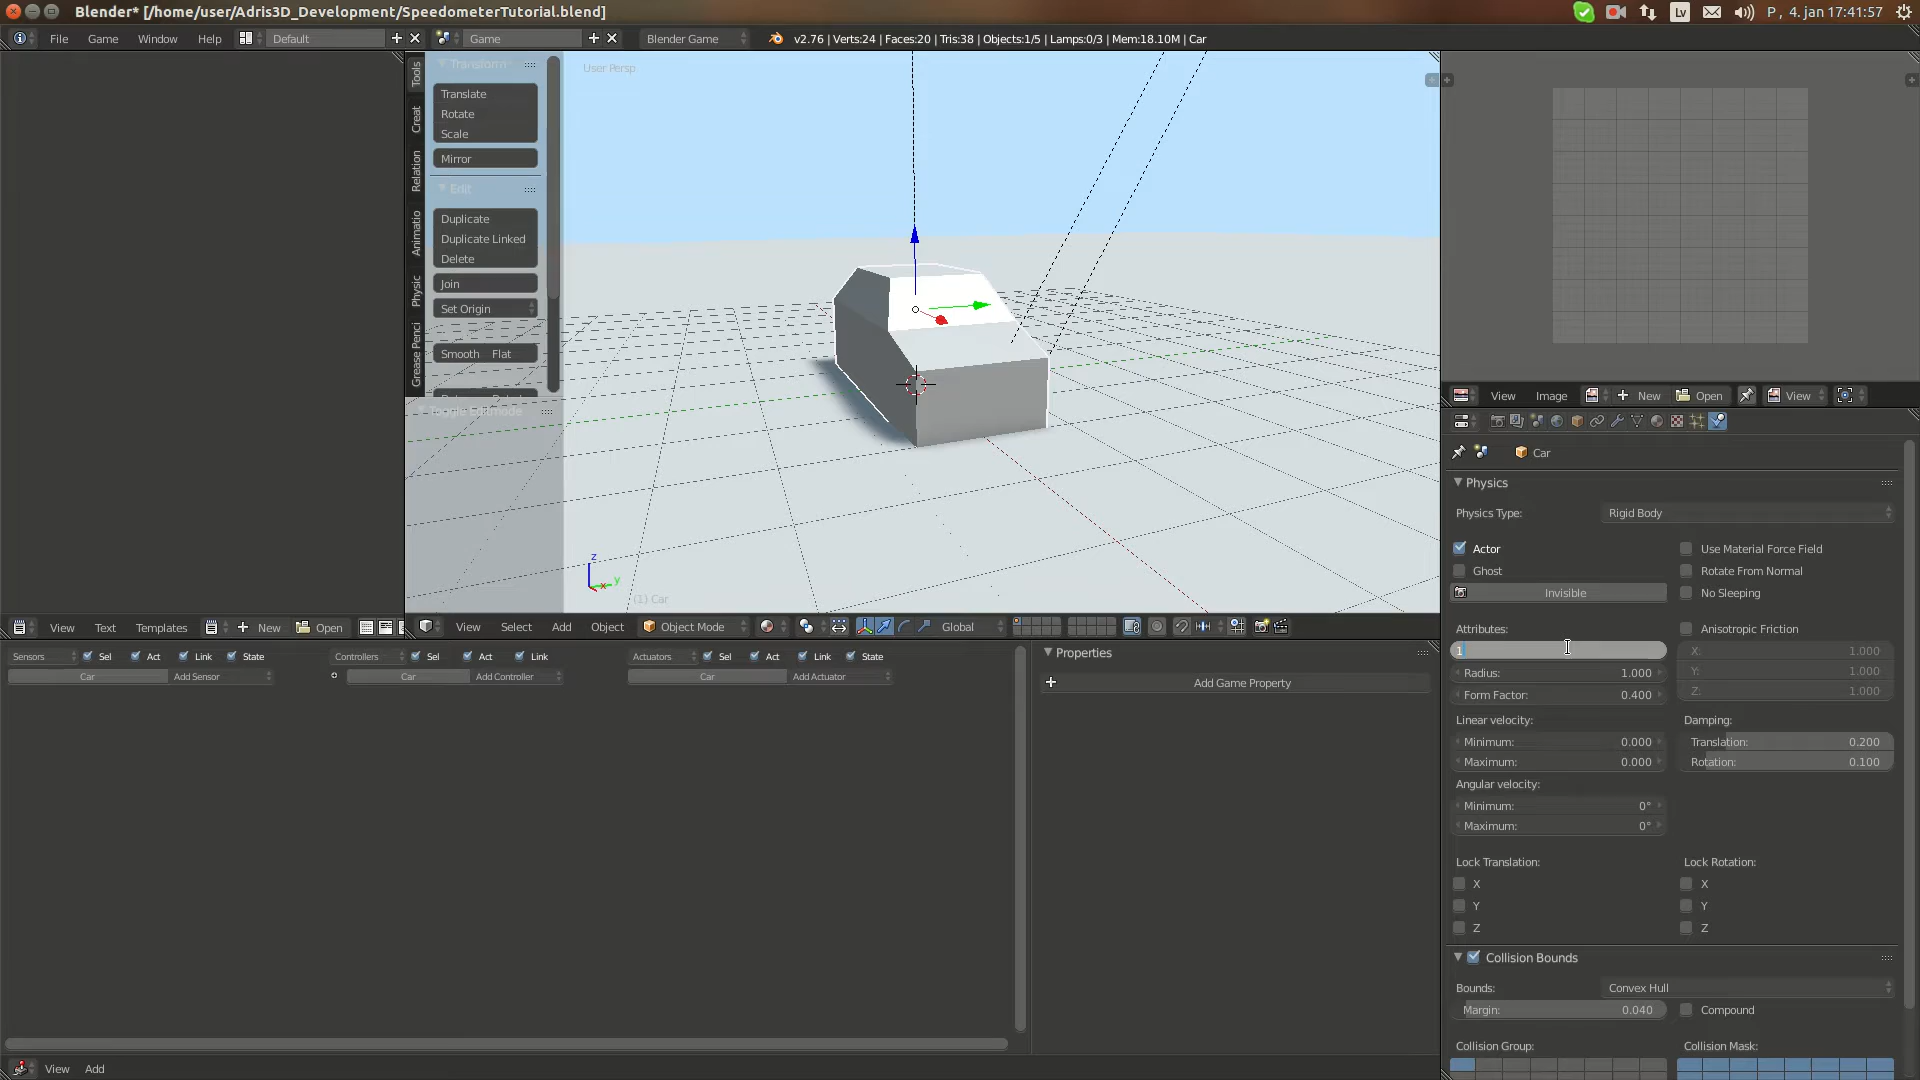 Blender* [/home/user/Adris3D_Development/SpeedometerTutorial.blend]
Lv
P , 4. jan 17:41:57
File
Game
Window
Help
Default
Game
Blender Game
v2.76 | Verts:24 | Faces:20 | Tris:38 | Objects:1/5 | Lamps:0/3 | Mem:18.10M | Car
Tools
Creat
Relation
Animatio
Physic
Grease Penci
Transform
Translate
Rotate
Scale
Mirror
Edit
Duplicate
Duplicate Linked
Delete
Join
Set Origin
Smooth Flat
Toggle Editmode
User Persp
z
y
x
(1) Car
View
Image
New
Open
View
Car
Physics
Physics Type:
Rigid Body
Actor
Use Material Force Field
Ghost
Rotate From Normal
Invisible
No Sleeping
Attributes:
Anisotropic Friction
1
X: 1.000
Radius: 1.000
Y: 1.000
Form Factor: 0.400
Z: 1.000
Linear velocity:
Damping:
Minimum: 0.000
Translation: 0.200
Maximum: 0.000
Rotation: 0.100
Angular velocity:
Minimum: 0°
Maximum: 0°
Lock Translation:
Lock Rotation:
X
X
Y
Y
Z
Z
Collision Bounds
Bounds:
Convex Hull
Margin: 0.040
Compound
Collision Group:
Collision Mask:
View
Text
Templates
New
Open
View
Select
Add
Object
Object Mode
Global
Sensors
Sel
Act
Link
State
Controllers
Sel
Act
Link
Actuators
Sel
Act
Link
State
Car
Add Sensor
Car
Add Controller
Car
Add Actuator
Properties
Add Game Property
View
Add